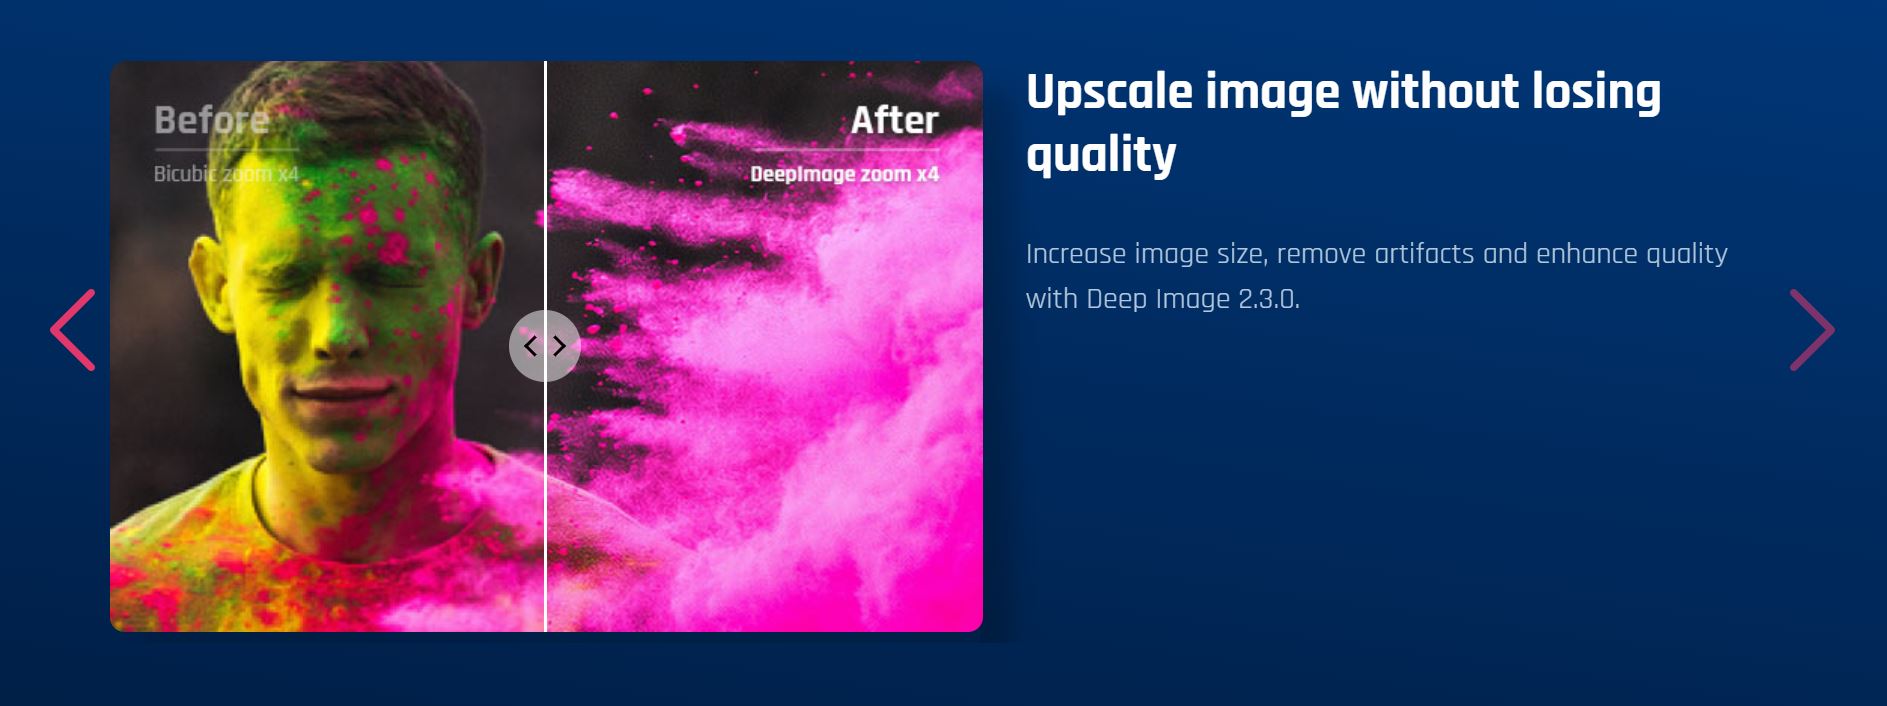 Before
Bicubic zoom x4
After
DeepImage zoom x4
Upscale image without losing
quality
Increase image size, remove artifacts and enhance quality
with Deep Image 2.3.0.